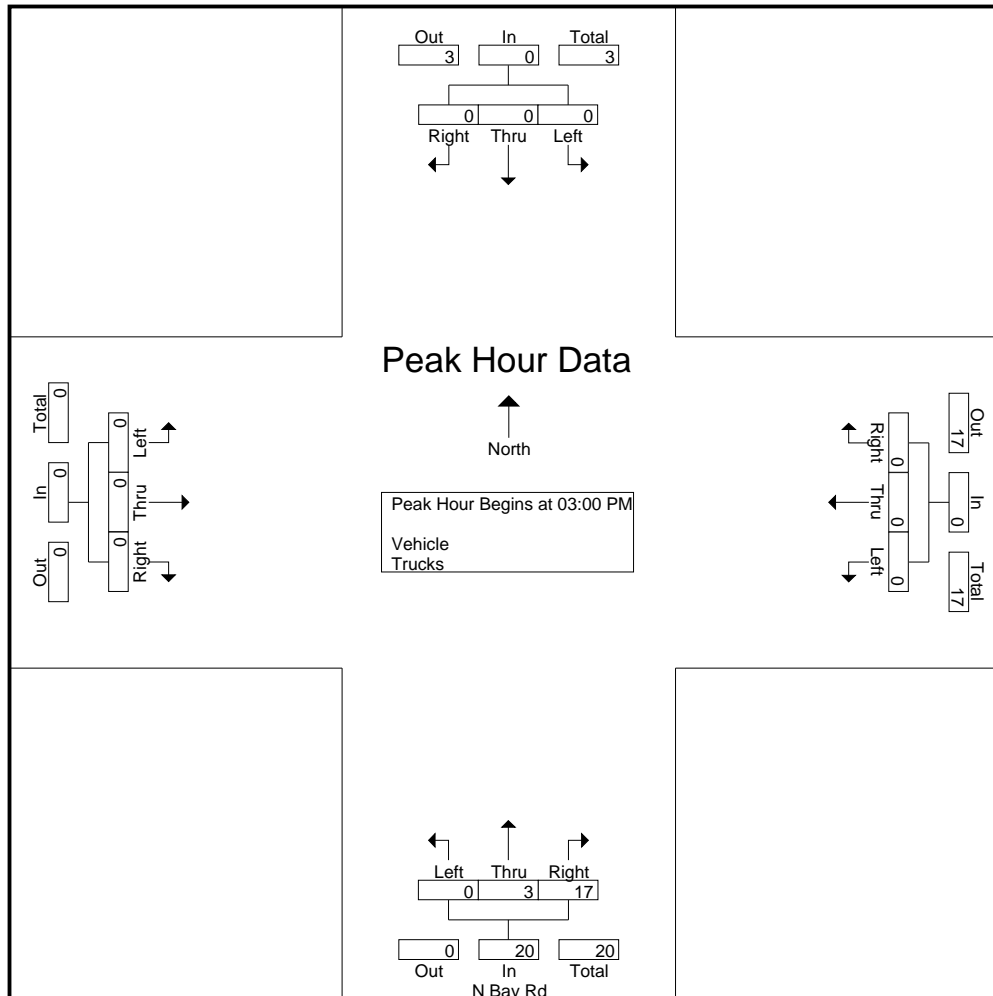 Out In Total
3 0 3
0 0 0
Right Thru Left
Peak Hour Data
North
Peak Hour Begins at 03:00 PM
Vehicle
Trucks
Total In Out
0 0 0
0 0 0
Left Thru Right
Out In Total
17 0 17
Right Thru Left
0 0 0
Left Thru Right
0 3 17
0 20 20
Out In Total
N Bay Rd